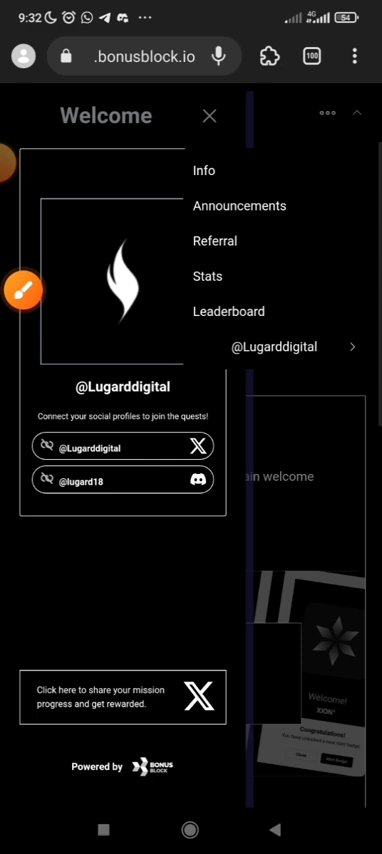 9:32
4G
54
.bonusblock.io
100
Welcome
Info
Announcements
Referral
Stats
Leaderboard
@Lugarddigital
@Lugarddigital
Connect your social profiles to join the quests!
@Lugarddigital
@lugard18
ain welcome
Welcome!
XION
Congratulations!
Click here to share your mission
progress and get rewarded.
Powered by BONUS
BLOCK